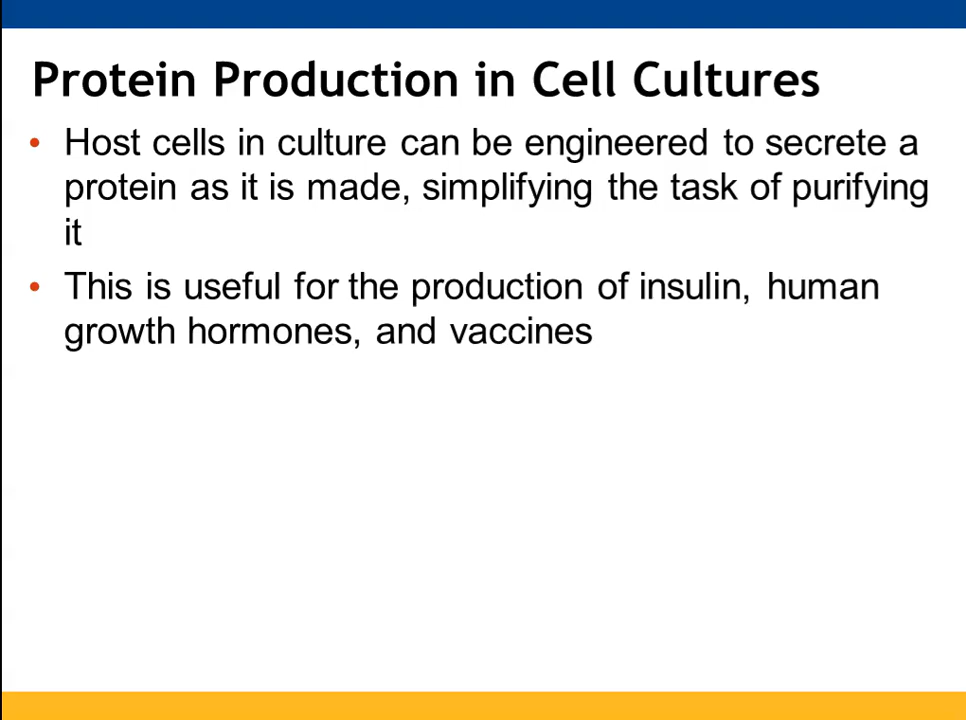 Protein Production in Cell Cultures
• Host cells in culture can be engineered to secrete a
protein as it is made, simplifying the task of purifying
it
• This is useful for the production of insulin, human
growth hormones, and vaccines